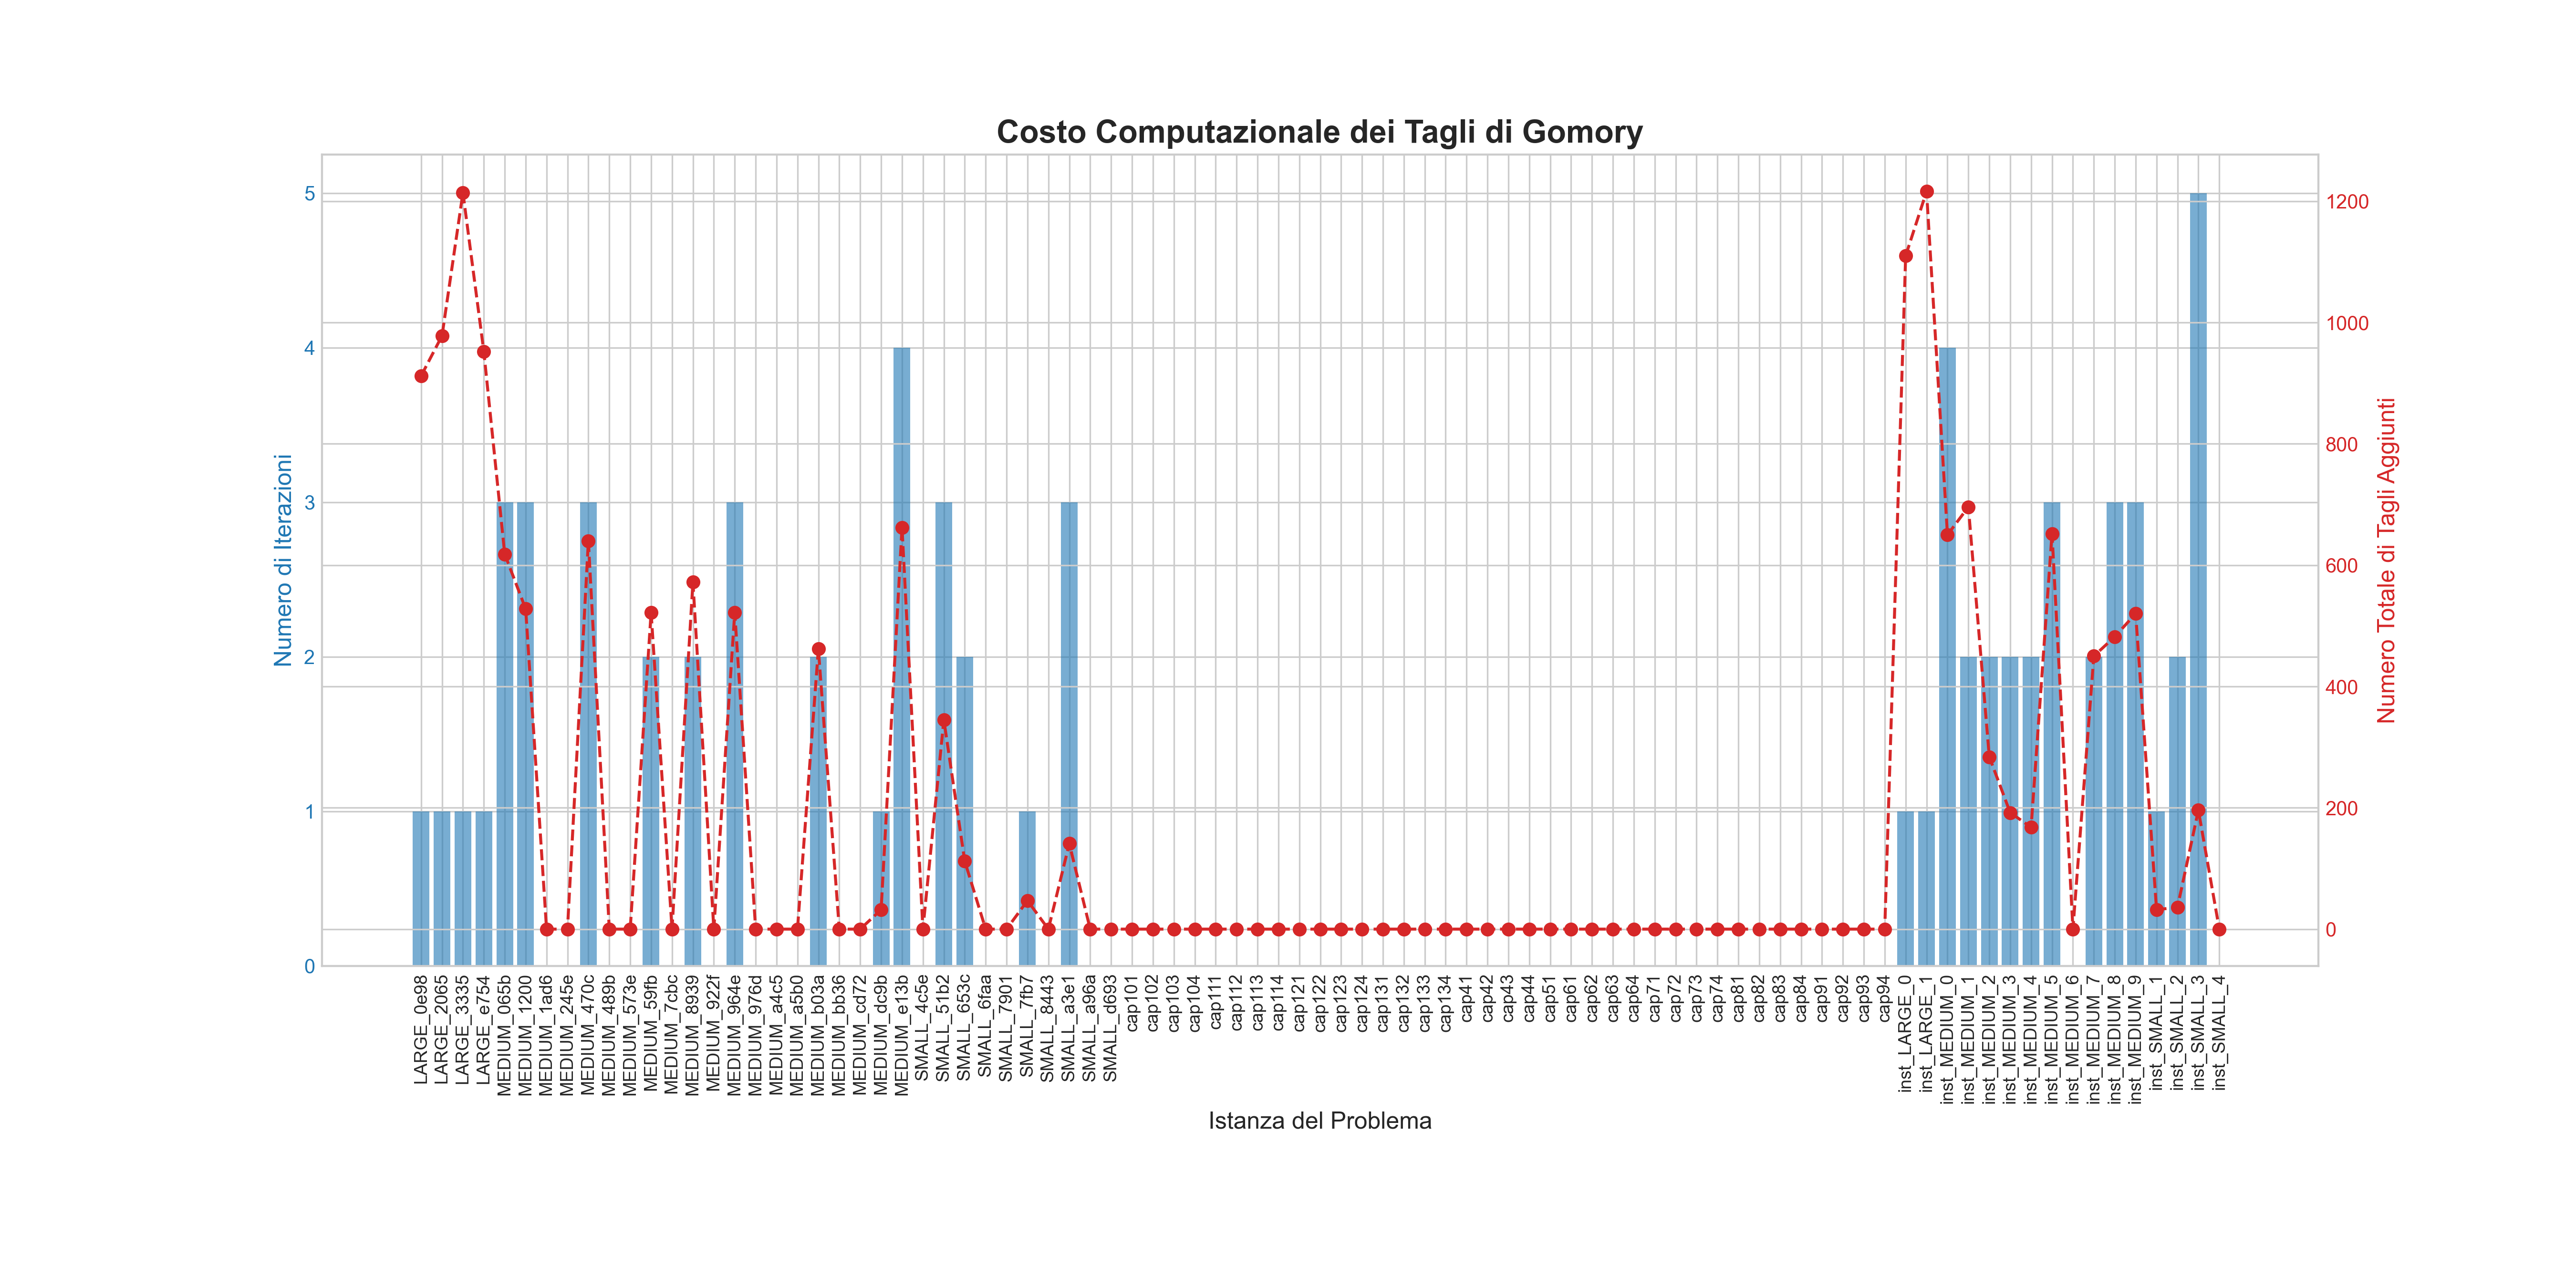 Costo Computazionale dei Tagli di Gomory
Numero di Iterazioni
5
4
3
2
1
0
1200
1000
800
600
400
200
0
Numero Totale di Tagli Aggiunti
LARGE_0e98
LARGE_2065
LARGE_3335
LARGE_e754
MEDIUM_065b
MEDIUM_1200
MEDIUM_1ad6
MEDIUM_245e
MEDIUM_470c
MEDIUM_489b
MEDIUM_573e
MEDIUM_59fb
MEDIUM_7cbc
MEDIUM_8939
MEDIUM_922f
MEDIUM_964e
MEDIUM_976d
MEDIUM_a4c5
MEDIUM_a5b0
MEDIUM_b03a
MEDIUM_bb36
MEDIUM_cd72
MEDIUM_dc9b
MEDIUM_e13b
SMALL_4c5e
SMALL_51b2
SMALL_653c
SMALL_6faa
SMALL_7901
SMALL_7fb7
SMALL_8443
SMALL_a3e1
SMALL_a96a
SMALL_d693
cap101
cap102
cap103
cap104
cap111
cap112
cap113
cap114
cap121
cap122
cap123
cap124
cap131
cap132
cap133
cap134
cap41
cap42
cap43
cap44
cap51
cap61
cap62
cap63
cap64
cap71
cap72
cap73
cap74
cap81
cap82
cap83
cap84
cap91
cap92
cap93
cap94
inst_LARGE_0
inst_LARGE_1
inst_MEDIUM_0
inst_MEDIUM_1
inst_MEDIUM_2
inst_MEDIUM_3
inst_MEDIUM_4
inst_MEDIUM_5
inst_MEDIUM_6
inst_MEDIUM_7
inst_MEDIUM_8
inst_MEDIUM_9
inst_SMALL_1
inst_SMALL_2
inst_SMALL_3
inst_SMALL_4
Istanza del Problema